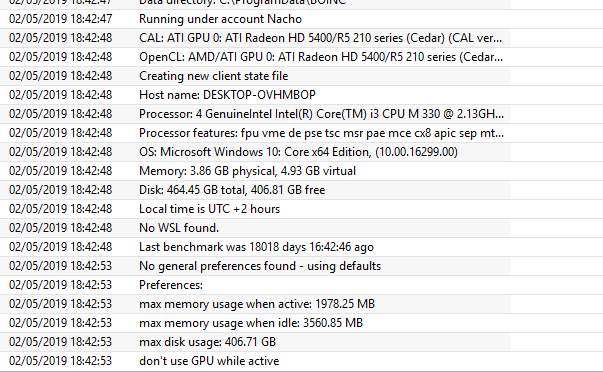 Data directory: C:\ProgramData\BOINC
02/05/2019 18:42:47 Running under account Nacho
02/05/2019 18:42:48 CAL: ATI GPU 0: ATI Radeon HD 5400/R5 210 series (Cedar) (CAL ver...
02/05/2019 18:42:48 OpenCL: AMD/ATI GPU 0: ATI Radeon HD 5400/R5 210 series (Cedar...
02/05/2019 18:42:48 Creating new client state file
02/05/2019 18:42:48 Host name: DESKTOP-OVHMBOP
02/05/2019 18:42:48 Processor: 4 GenuineIntel Intel(R) Core(TM) i3 CPU M 330 @ 2.13GH...
02/05/2019 18:42:48 Processor features: fpu vme de pse tsc msr pae mce cx8 apic sep mt...
02/05/2019 18:42:48 OS: Microsoft Windows 10: Core x64 Edition, (10.00.16299.00)
02/05/2019 18:42:48 Memory: 3.86 GB physical, 4.93 GB virtual
02/05/2019 18:42:48 Disk: 464.45 GB total, 406.81 GB free
02/05/2019 18:42:48 Local time is UTC +2 hours
02/05/2019 18:42:48 No WSL found.
02/05/2019 18:42:48 Last benchmark was 18018 days 16:42:46 ago
02/05/2019 18:42:53 No general preferences found - using defaults
02/05/2019 18:42:53 Preferences:
02/05/2019 18:42:53 max memory usage when active: 1978.25 MB
02/05/2019 18:42:53 max memory usage when idle: 3560.85 MB
02/05/2019 18:42:53 max disk usage: 406.71 GB
02/05/2019 18:42:53 don't use GPU while active